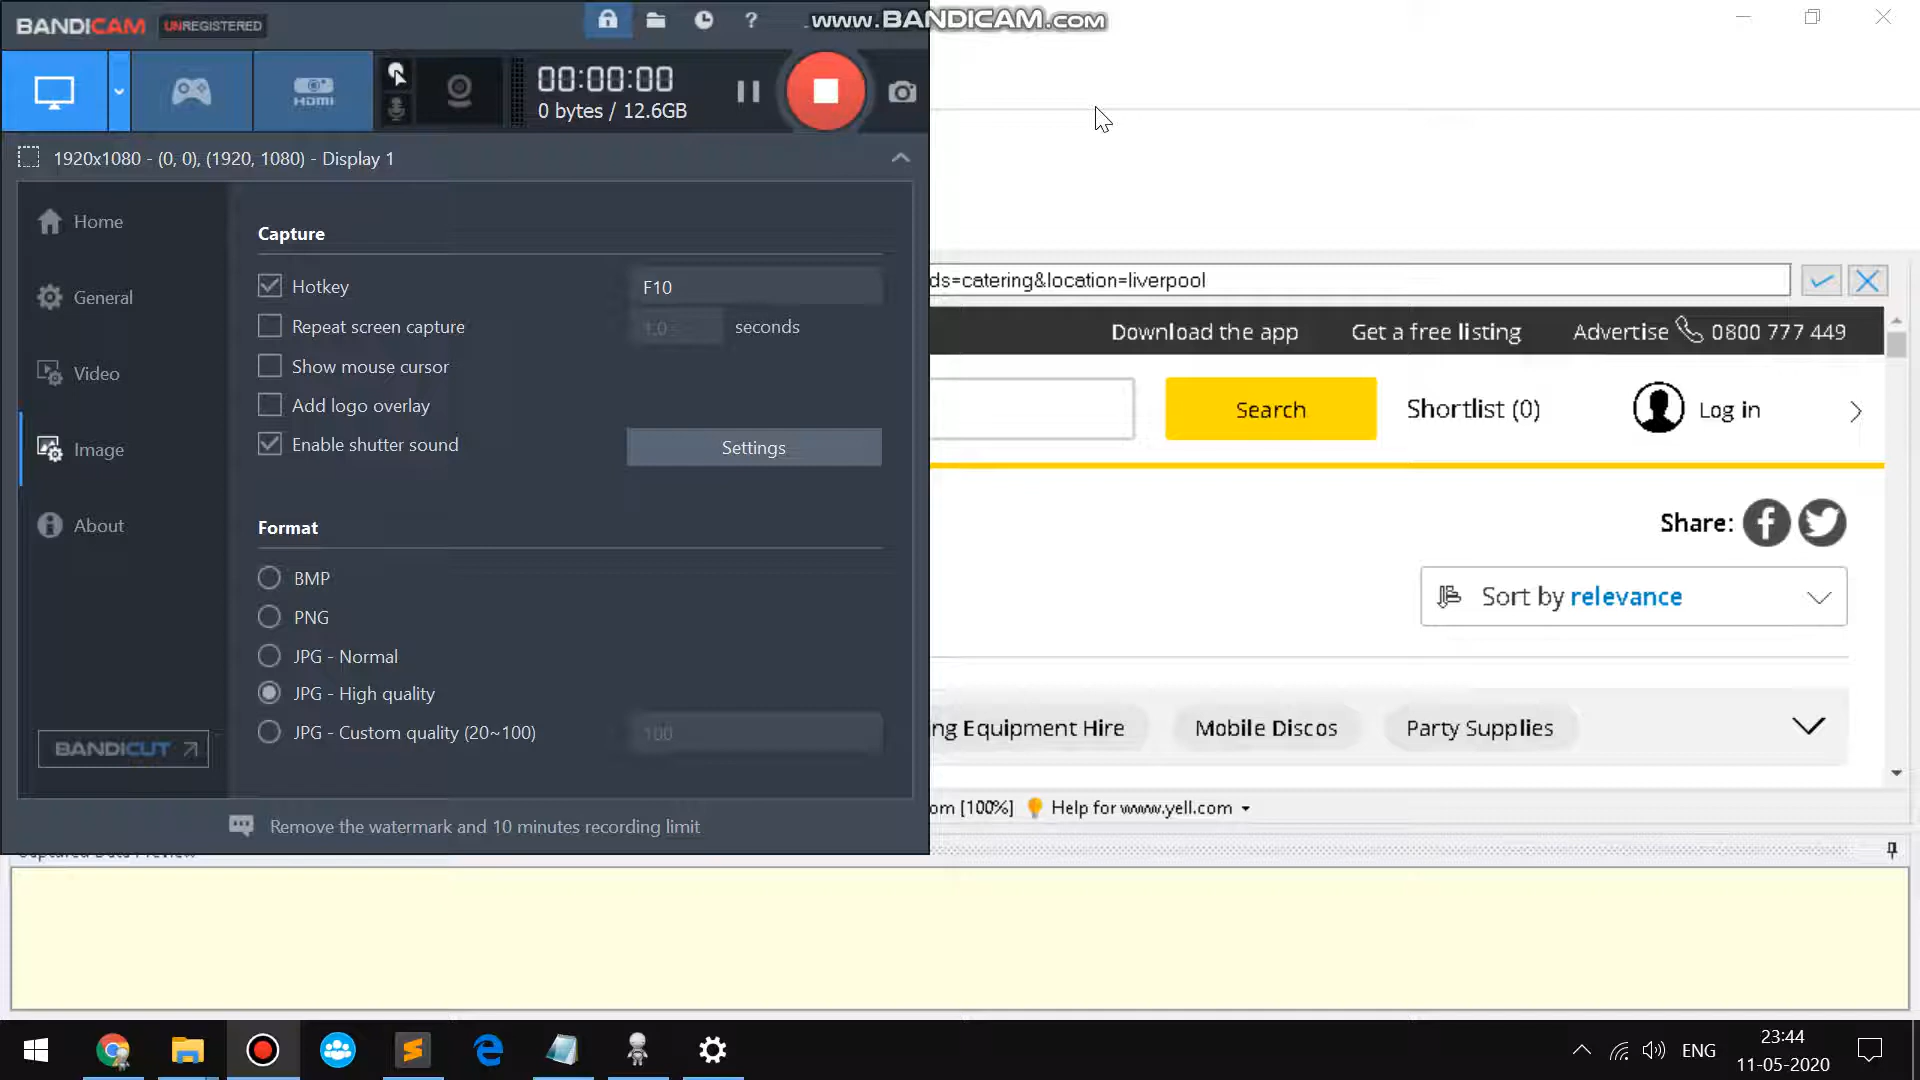 BANDICAM UNREGISTERED
www.BANDICAM.com
HDMI
00:00:00
0 bytes / 12.6GB
1920x1080 - (0, 0), (1920, 1080) - Display 1
Home
General
Video
Image
About
BANDICUT
Capture
Hotkey F10
Repeat screen capture 1.0 seconds
Show mouse cursor
Add logo overlay
Enable shutter sound Settings
Format
BMP
PNG
JPG - Normal
JPG - High quality
JPG - Custom quality (20~100) 100
Remove the watermark and 10 minutes recording limit
ds=catering&location=liverpool
Download the app Get a free listing Advertise 0800 777 449
Search Shortlist (0) Log in
Share:
Sort by relevance
ng Equipment Hire Mobile Discos Party Supplies
om [100%] Help for www.yell.com
23:44
ENG
11-05-2020